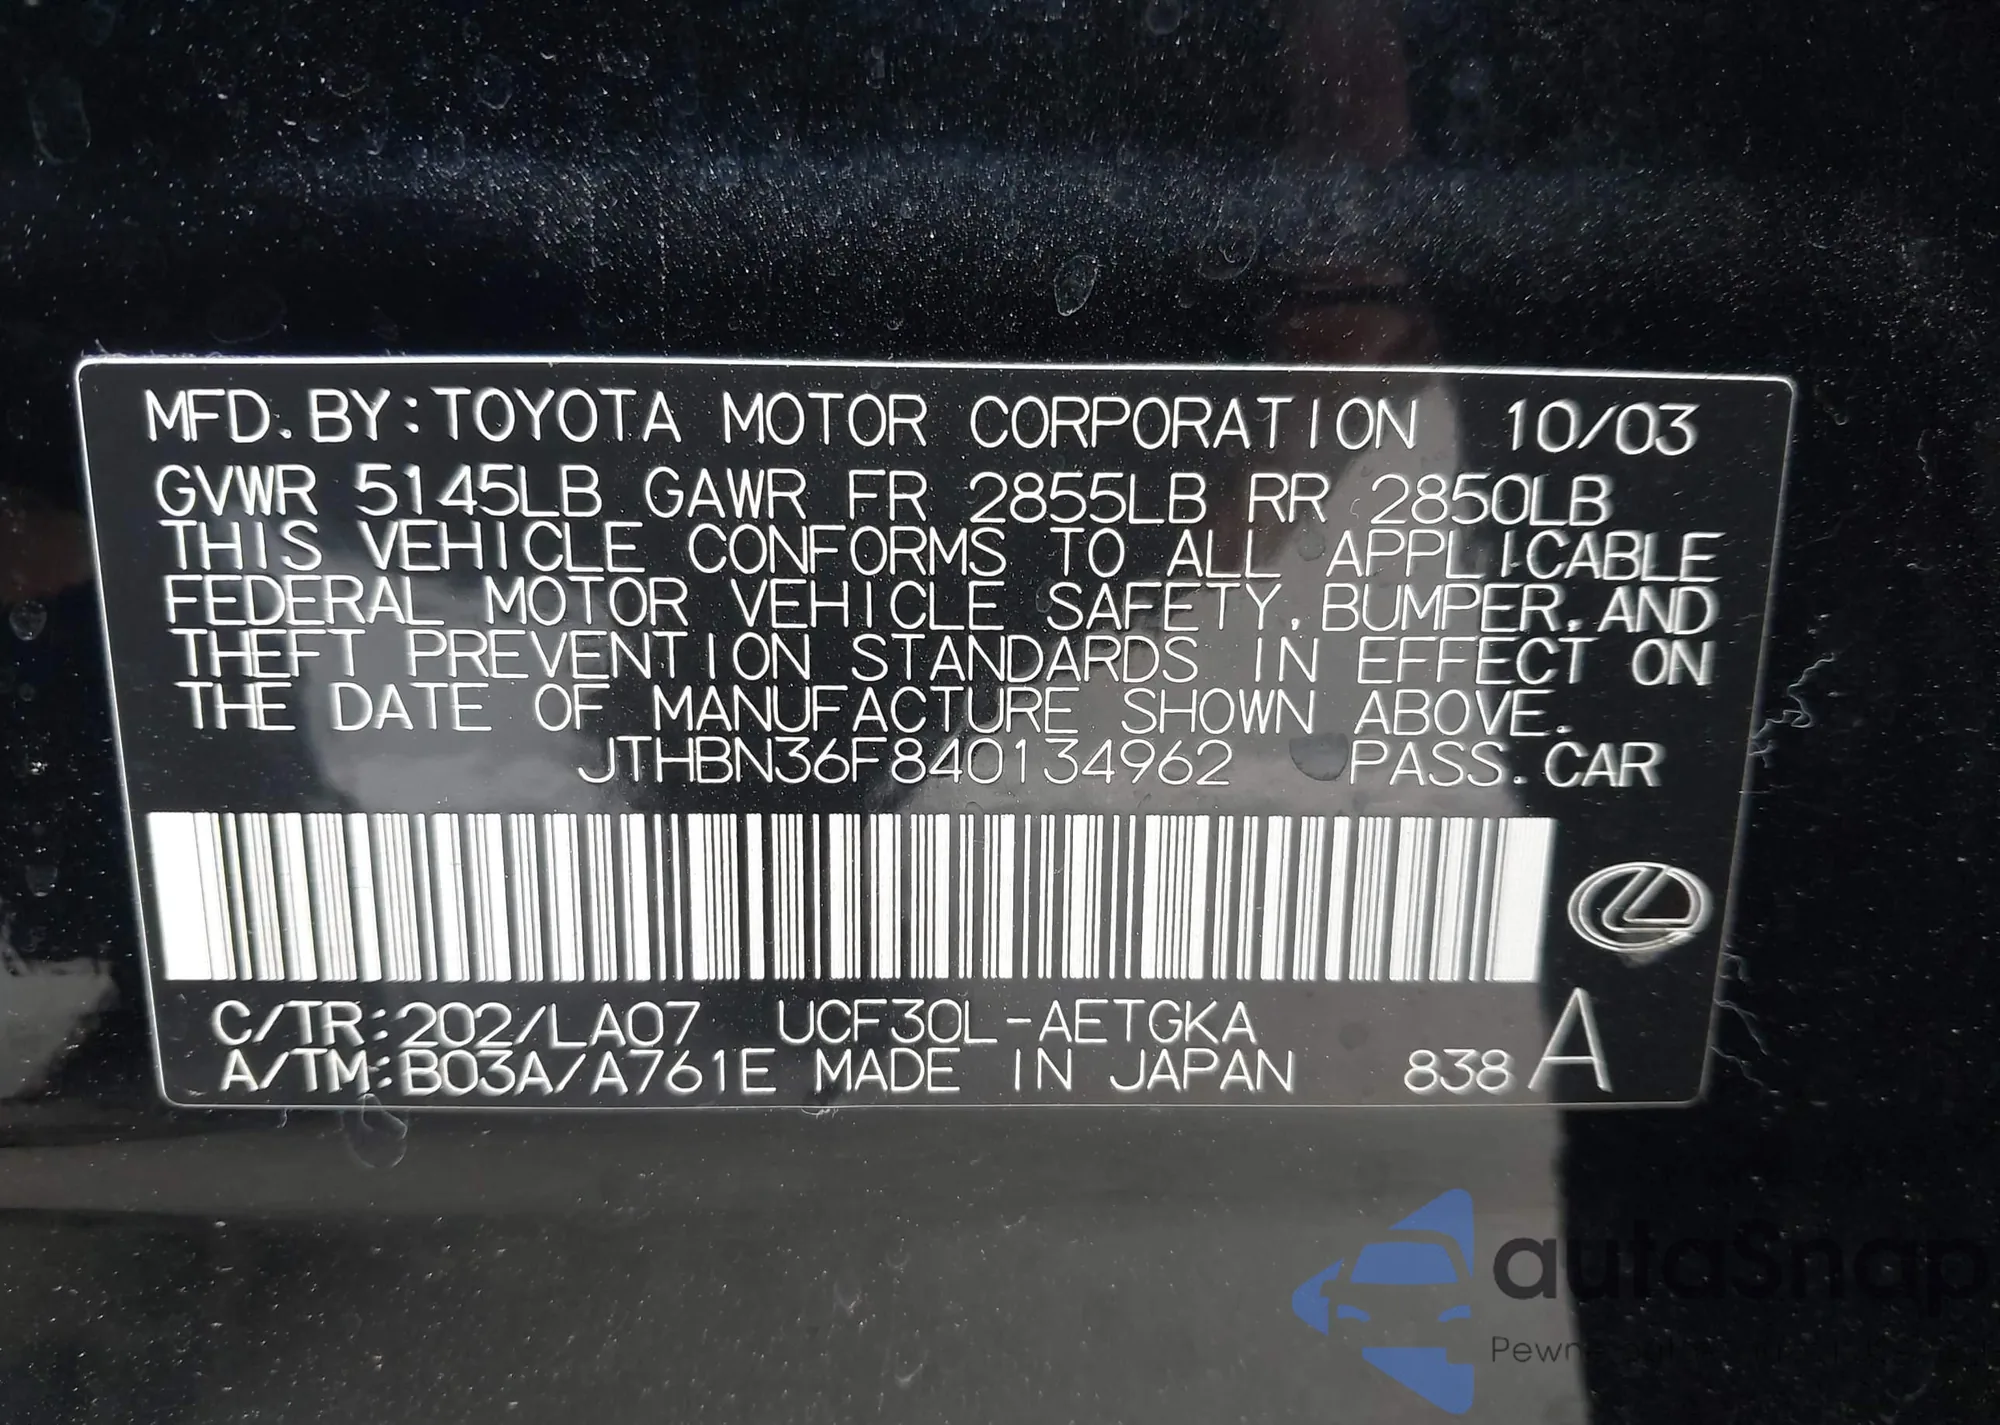 MFD. BY: TOYOTA MOTOR CORPORATION 10/03
GVWR 5145LB GAWR FR 2855LB RR 2850LB
THIS VEHICLE CONFORMS TO ALL APPLICABLE
FEDERAL MOTOR VEHICLE SAFETY, BUMPER, AND
THEFT PREVENTION STANDARDS IN EFFECT ON
THE DATE OF MANUFACTURE SHOWN ABOVE.
JTHBN36F840134962 PASS. CAR
C/TR: 202/LA07 UCF30L-AETGKA
A/TM: B03A/A761E MADE IN JAPAN 838 A
autoSnap